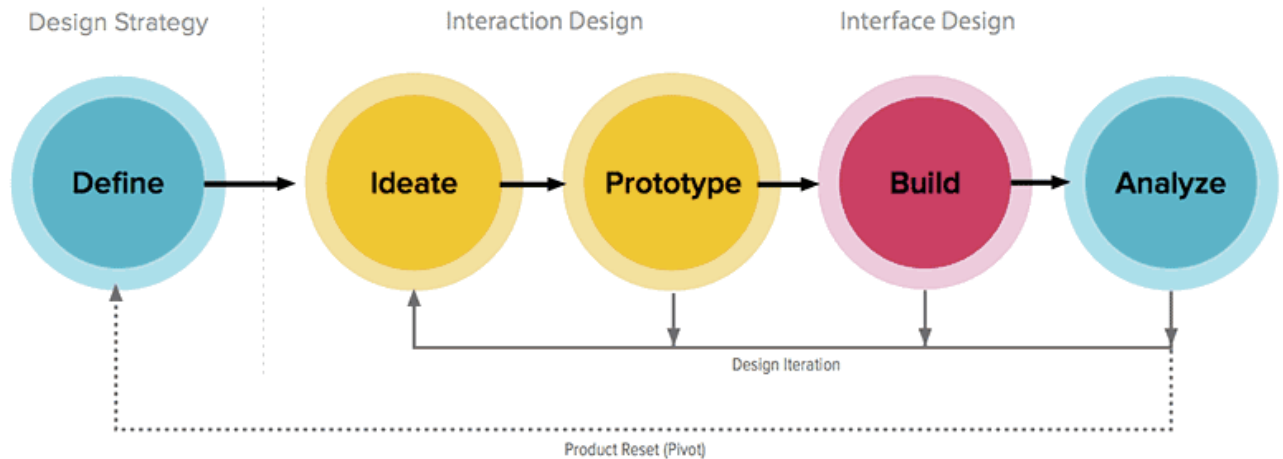 Design Strategy
Interaction Design
Interface Design
Define
Ideate
Prototype
Build
Analyze
Design Iteration
Product Reset (Pivot)